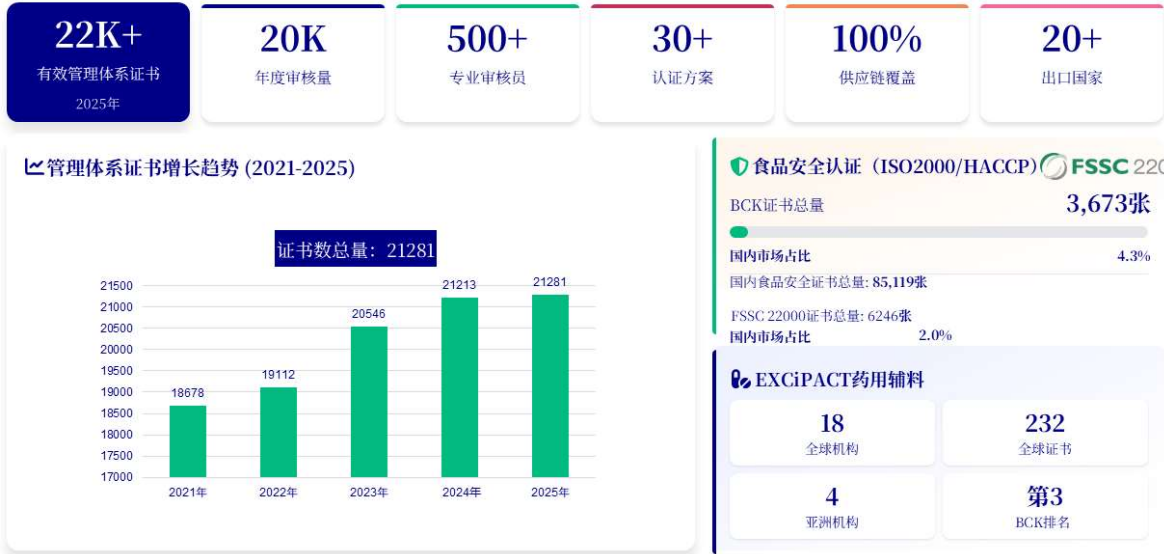 22K+
有效管理体系证书
2025年
20K
年度审核量
500+
专业审核员
30+
认证方案
100%
供应链覆盖
20+
出口国家
管理体系证书增长趋势 (2021-2025)
证书数总量：21281
21500
21000
20500
20000
19500
19000
18500
18000
17500
17000
18678
19112
20546
21213
21281
2021年
2022年
2023年
2024年
2025年
食品安全认证（ISO2000/HACCP）
FSSC 220
BCK证书总量
3,673张
国内市场占比
4.3%
国内食品安全证书总量: 85,119张
FSSC 22000证书总量: 6246张
国内市场占比
2.0%
EXCiPACT药用辅料
18
全球机构
232
全球证书
4
亚洲机构
第3
BCK排名